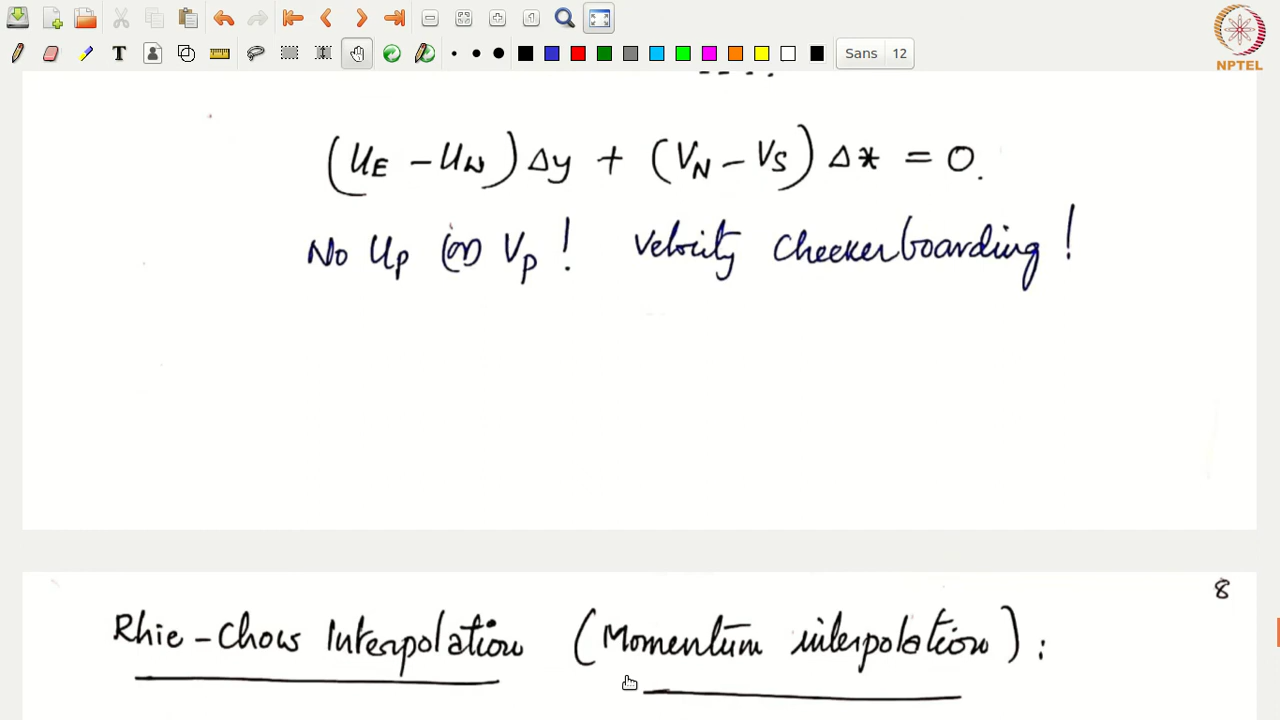 NPTEL
T Sans 12
(UE - UW) Δy + (VN - VS) Δx = 0.
No Up (or) Vp ! Velocity Checkerboarding !
8
Rhie-Chow Interpolation (Momentum interpolation) :